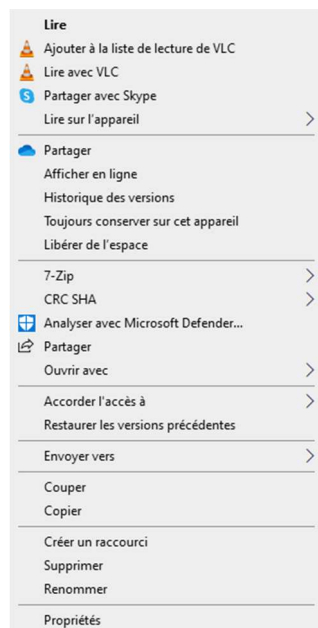 Lire
Ajouter à la liste de lecture de VLC
Lire avec VLC
Partager avec Skype
Lire sur l'appareil
Partager
Afficher en ligne
Historique des versions
Toujours conserver sur cet appareil
Libérer de l'espace
7-Zip
CRC SHA
Analyser avec Microsoft Defender...
Partager
Ouvrir avec
Accorder l'accès à
Restaurer les versions précédentes
Envoyer vers
Couper
Copier
Créer un raccourci
Supprimer
Renommer
Propriétés